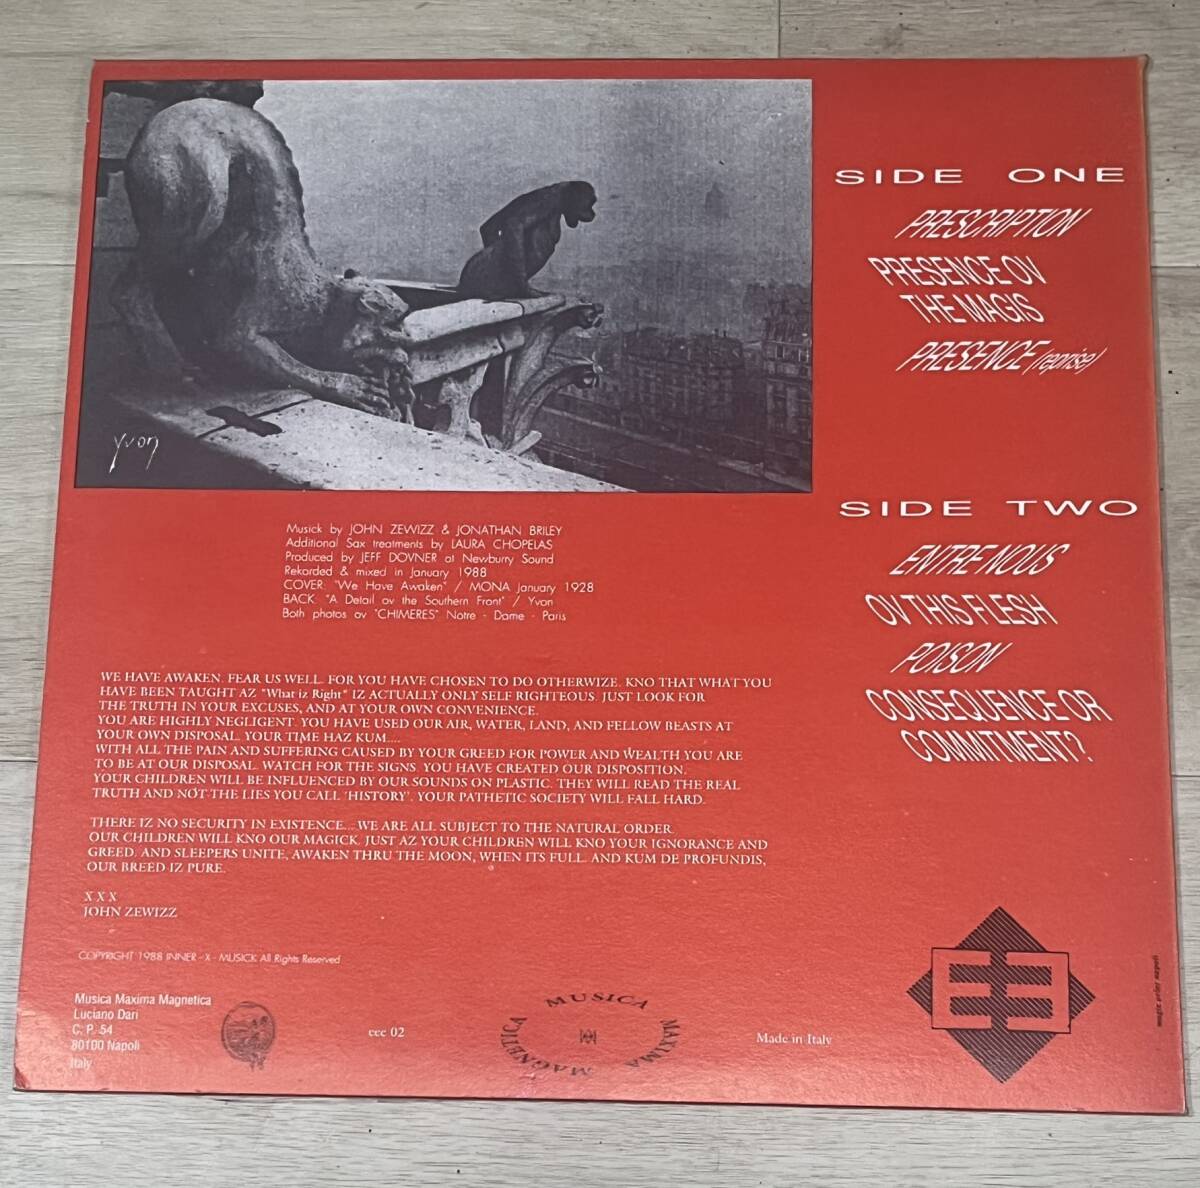 Yvon
SIDE ONE
PRESCRIPTION
PRESENCE OV
THE MAGIS
PRESENCE (reprise)
SIDE TWO
ENTRE NOUS
OV THIS FLESH
POISON
CONSEQUENCE OR
COMMITMENT?
Musick by JOHN ZEWIZZ & JONATHAN BRILEY
Additional Sax treatments by LAURA CHOPELAS
Produced by JEFF DOVNER at Newburry Sound
Rekorded & mixed in January 1988
COVER: "We Have Awaken" / MONA January 1928
BACK: "A Detail ov the Southern Front" / Yvon
Both photos ov "CHIMERES" Notre - Dame - Paris
WE HAVE AWAKEN. FEAR US WELL. FOR YOU HAVE CHOSEN TO DO OTHERWIZE. KNO THAT WHAT YOU
HAVE BEEN TAUGHT AZ "What iz Right" IZ ACTUALLY ONLY SELF RIGHTEOUS. JUST LOOK FOR
THE TRUTH IN YOUR EXCUSES, AND AT YOUR OWN CONVENIENCE.
YOU ARE HIGHLY NEGLIGENT. YOU HAVE USED OUR AIR, WATER, LAND, AND FELLOW BEASTS AT
YOUR OWN DISPOSAL. YOUR TIME HAZ KUM....
WITH ALL THE PAIN AND SUFFERING CAUSED BY YOUR GREED FOR POWER AND WEALTH YOU ARE
TO BE AT OUR DISPOSAL. WATCH FOR THE SIGNS. YOU HAVE CREATED OUR DISPOSITION.
YOUR CHILDREN WILL BE INFLUENCED BY OUR SOUNDS ON PLASTIC. THEY WILL READ THE REAL
TRUTH AND NOT THE LIES YOU CALL 'HISTORY'. YOUR PATHETIC SOCIETY WILL FALL HARD.
THERE IZ NO SECURITY IN EXISTENCE... WE ARE ALL SUBJECT TO THE NATURAL ORDER.
OUR CHILDREN WILL KNO OUR MAGICK. JUST AZ YOUR CHILDREN WILL KNO YOUR IGNORANCE AND
GREED. AND SLEEPERS UNITE, AWAKEN THRU THE MOON, WHEN ITS FULL. AND KUM DE PROFUNDIS,
OUR BREED IZ PURE.
X X X
JOHN ZEWIZZ
COPYRIGHT 1988 INNER - X - MUSICK All Rights Reserved
Musica Maxima Magnetica
Luciano Dari
C. P. 54
80100 Napoli
Italy
eee 02
MUSICA MAXIMA MAGNETICA
Made in Italy
magic print napoli